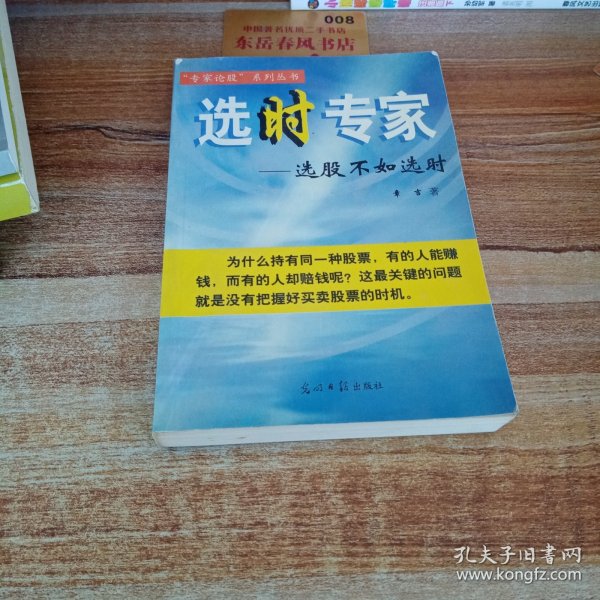 008
中国著名优质二手书店
东岳春风书店
“专家论股”系列丛书
选时专家
——选股不如选时
章吉 著
为什么持有同一种股票，有的人能赚
钱，而有的人却赔钱呢？这最关键的问题
就是没有把握好买卖股票的时机。
光明日报出版社
孔夫子旧书网
www.kongfz.com